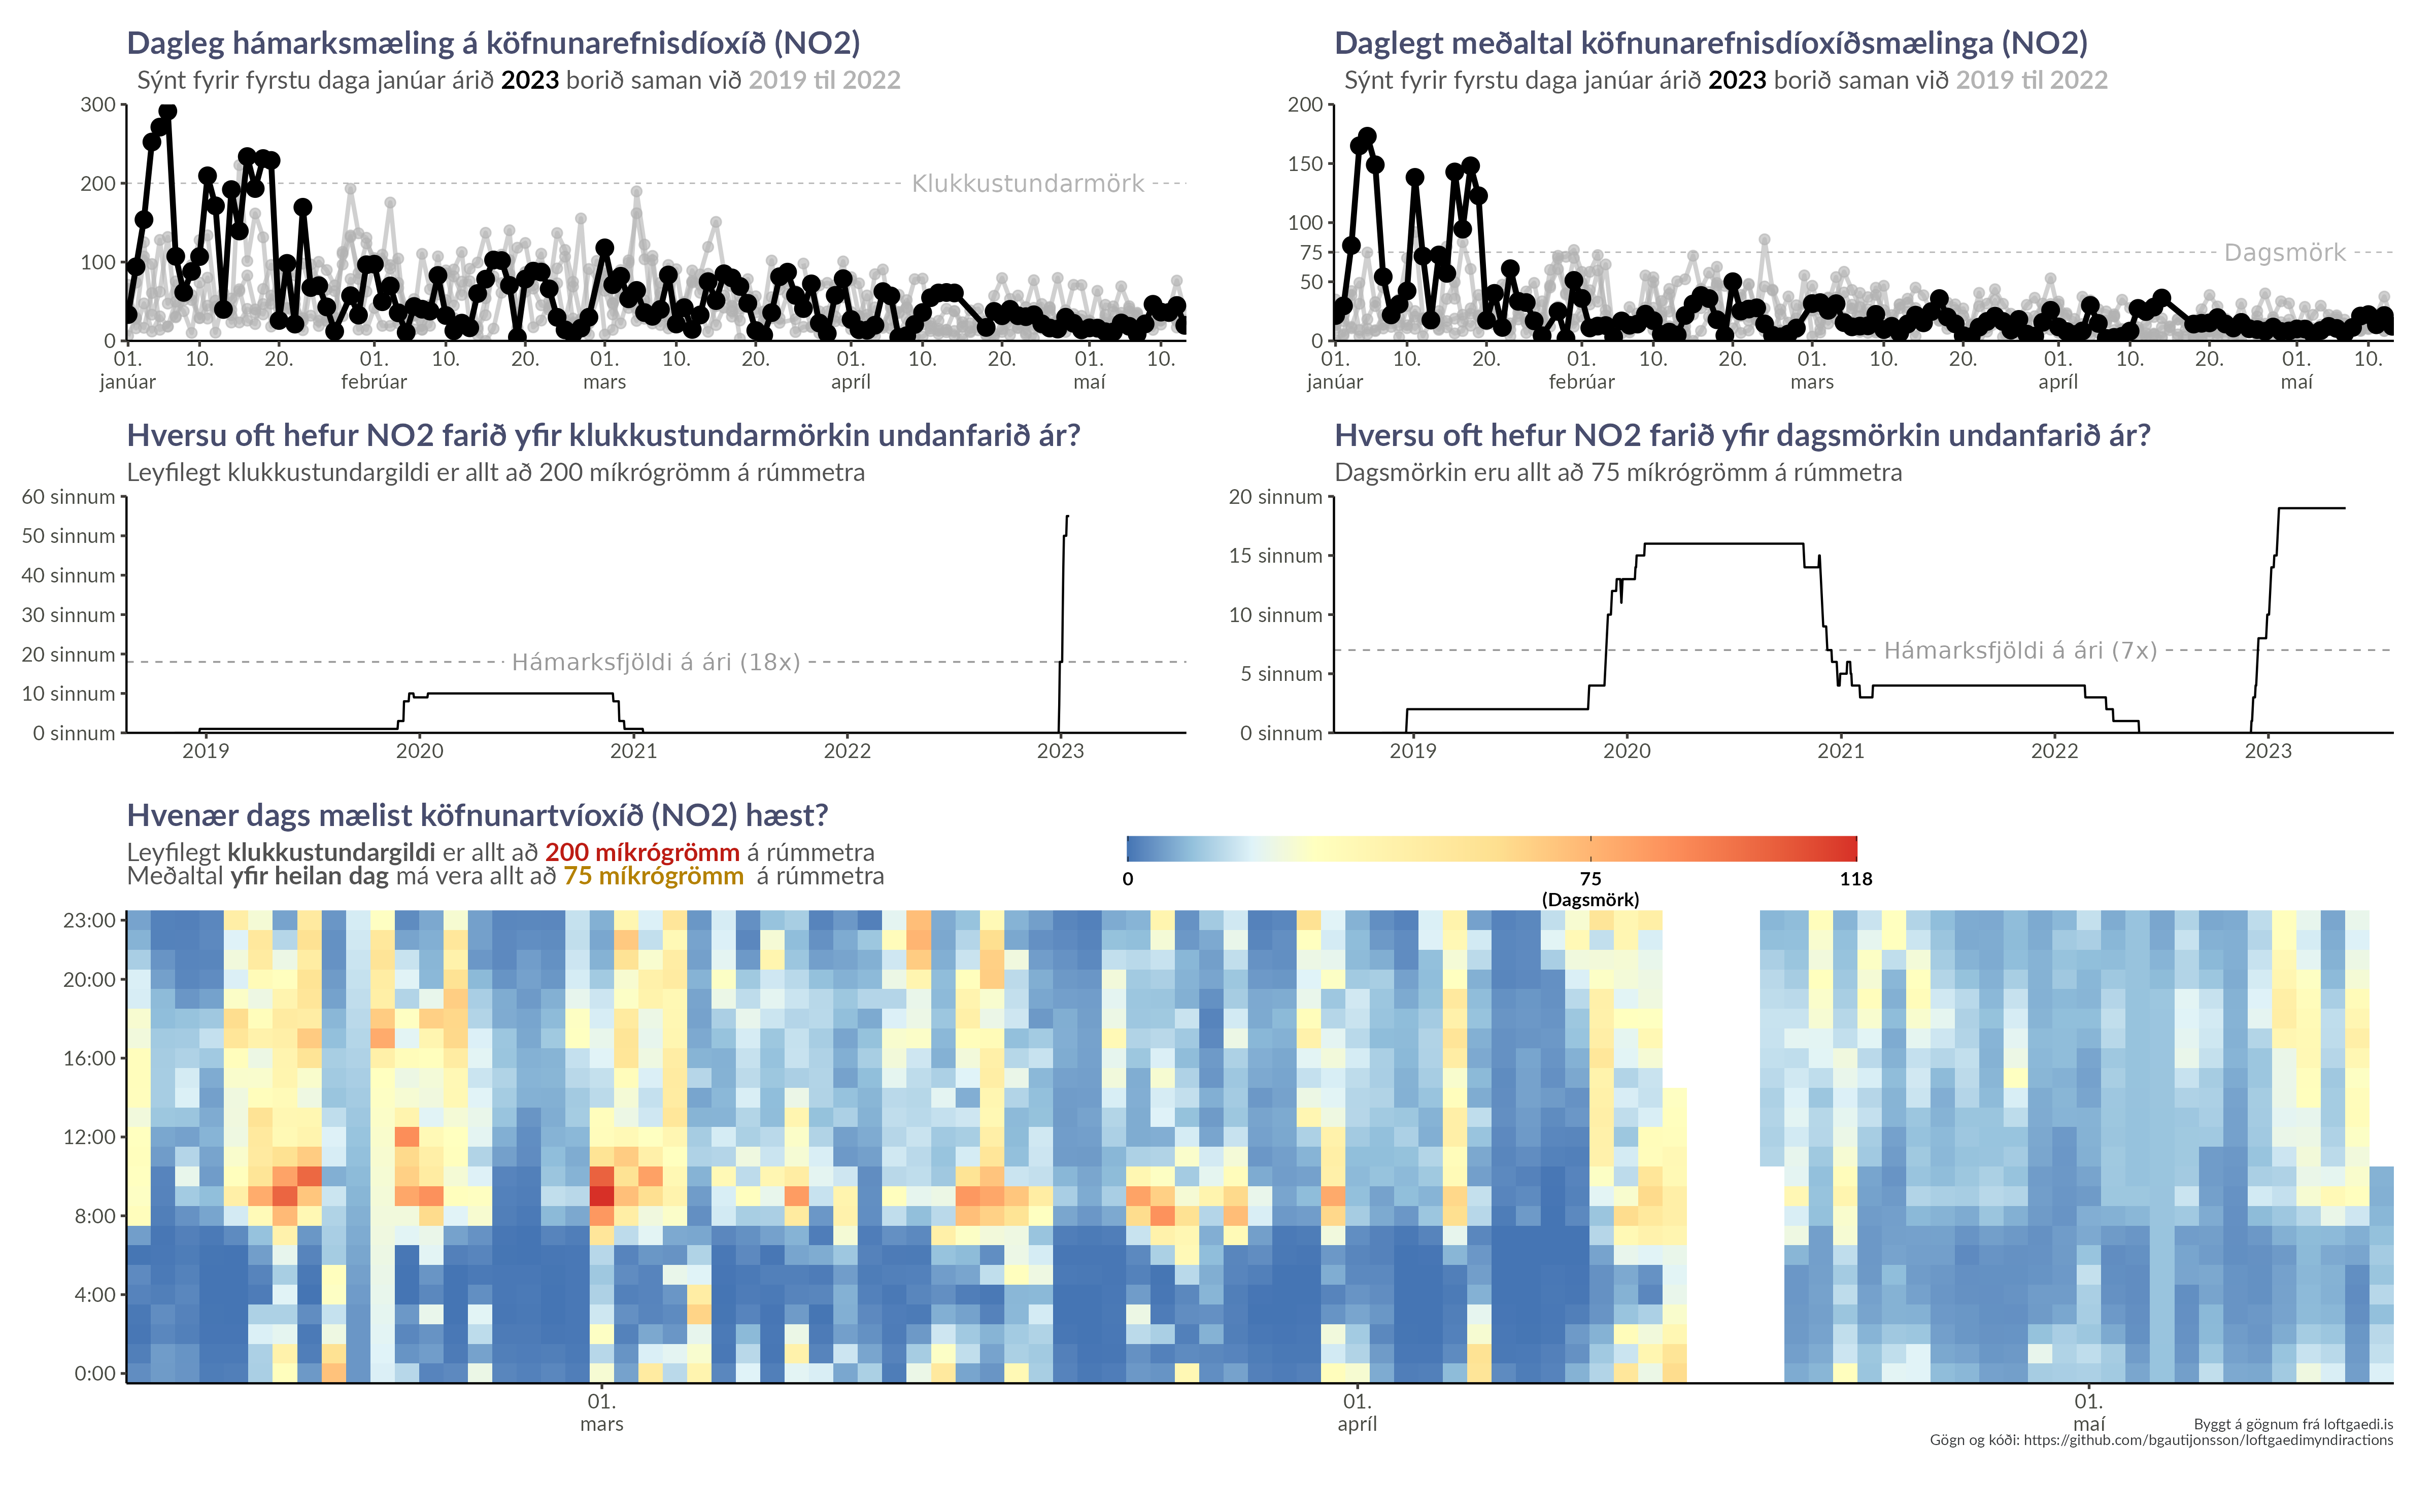 Dagleg hámarksmæling á köfnunarefnisdíoxíð (NO2)
Sýnt fyrir fyrstu daga janúar árið 2023 borið saman við 2019 til 2022
300
200
100
0
Klukkustundarmörk
01. 10. 20. 01. 10. 20. 01. 10. 20. 01. 10. 20. 01. 10.
janúar febrúar mars apríl maí
Daglegt meðaltal köfnunarefnisdíoxíðsmælinga (NO2)
Sýnt fyrir fyrstu daga janúar árið 2023 borið saman við 2019 til 2022
200
150
100
75
50
0
Dagsmörk
01. 10. 20. 01. 10. 20. 01. 10. 20. 01. 10. 20. 01. 10.
janúar febrúar mars apríl maí
Hversu oft hefur NO2 farið yfir klukkustundarmörkin undanfarið ár?
Leyfilegt klukkustundargildi er allt að 200 míkrógrömm á rúmmetra
60 sinnum
50 sinnum
40 sinnum
30 sinnum
20 sinnum
10 sinnum
0 sinnum
Hámarksfjöldi á ári (18x)
2019 2020 2021 2022 2023
Hversu oft hefur NO2 farið yfir dagsmörkin undanfarið ár?
Dagsmörkin eru allt að 75 míkrógrömm á rúmmetra
20 sinnum
15 sinnum
10 sinnum
5 sinnum
0 sinnum
Hámarksfjöldi á ári (7x)
2019 2020 2021 2022 2023
Hvenær dags mælist köfnunartvíoxíð (NO2) hæst?
Leyfilegt klukkustundargildi er allt að 200 míkrógrömm á rúmmetra
Meðaltal yfir heilan dag má vera allt að 75 míkrógrömm á rúmmetra
0 75 118
(Dagsmörk)
23:00
20:00
16:00
12:00
8:00
4:00
0:00
01. 01. 01.
mars apríl maí
Byggt á gögnum frá loftgaedi.is
Gögn og kóði: https://github.com/bgautijonsson/loftgaedimyndiractions